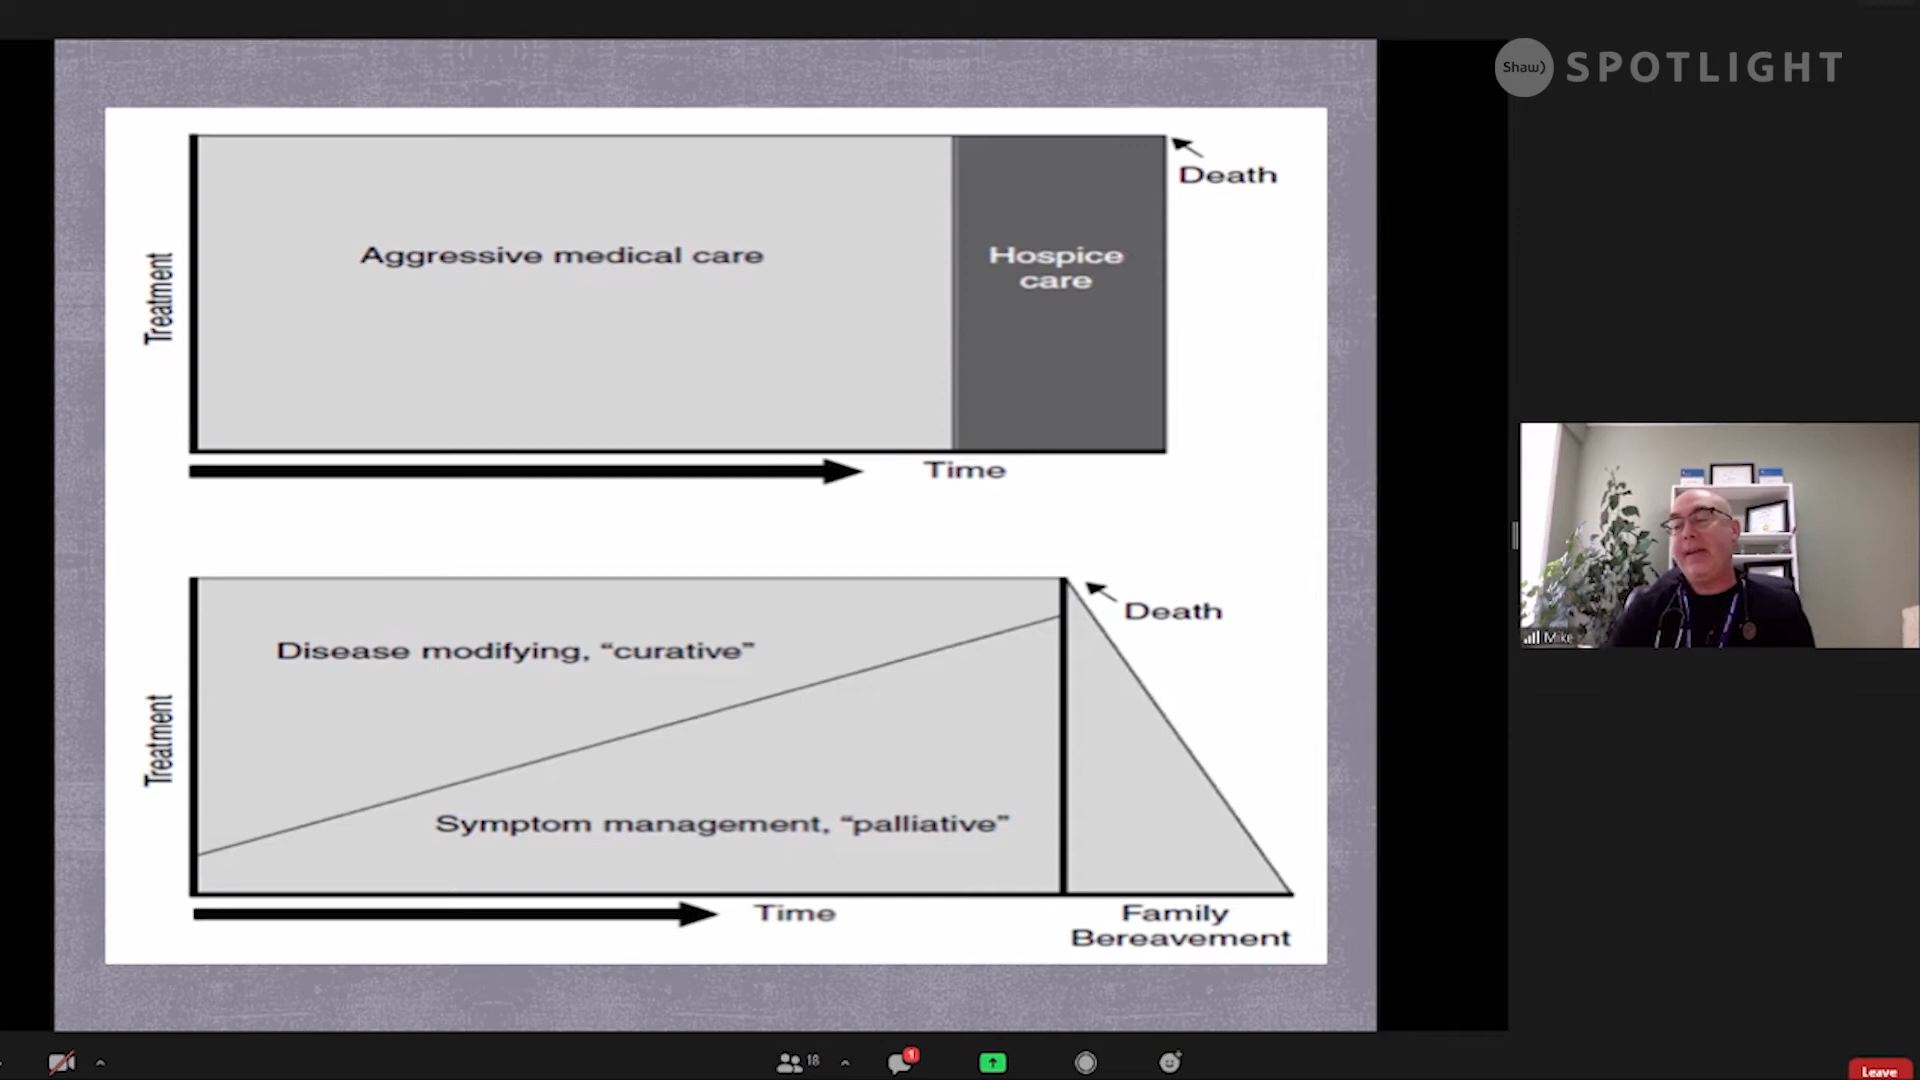 Shaw) SPOTLIGHT
Death
Aggressive medical care
Hospice
care
Treatment
Time
Death
Disease modifying, “curative”
Treatment
Symptom management, “palliative”
Time
Family
Bereavement
Mike
18
1
Leave